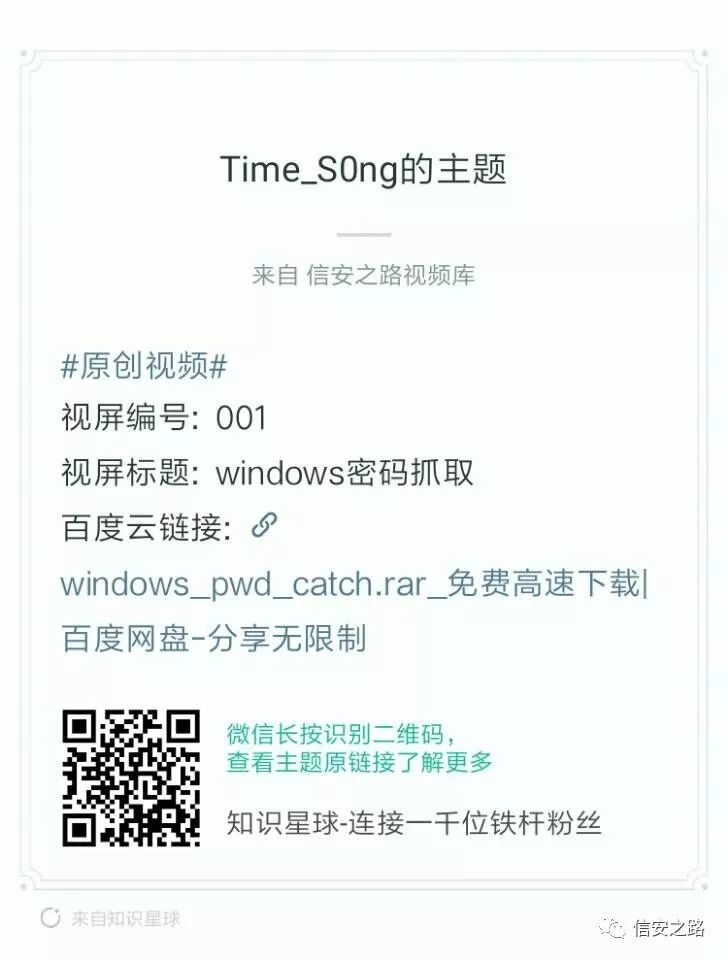 Time_S0ng的主题
来自 信安之路视频库
#原创视频#
视屏编号: 001
视屏标题: windows密码抓取
百度云链接:
windows_pwd_catch.rar_免费高速下载|
百度网盘-分享无限制
微信长按识别二维码，
查看主题原链接了解更多
知识星球-连接一千位铁杆粉丝
来自知识星球
信安之路